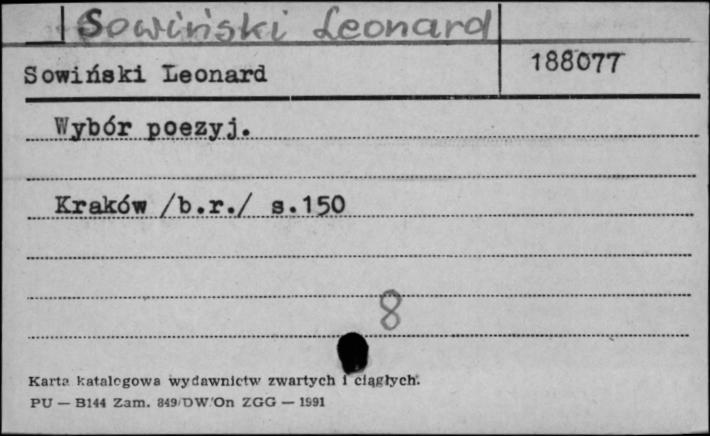 Sowiński Leonard
Sowiński Leonard 188077
Wybór poezyj.
Kraków /b.r./ s.150
8
Karta katalogowa wydawnictw zwartych i ciągłych.
PU — B144 Zam. 849/DW/On ZGG — 1991